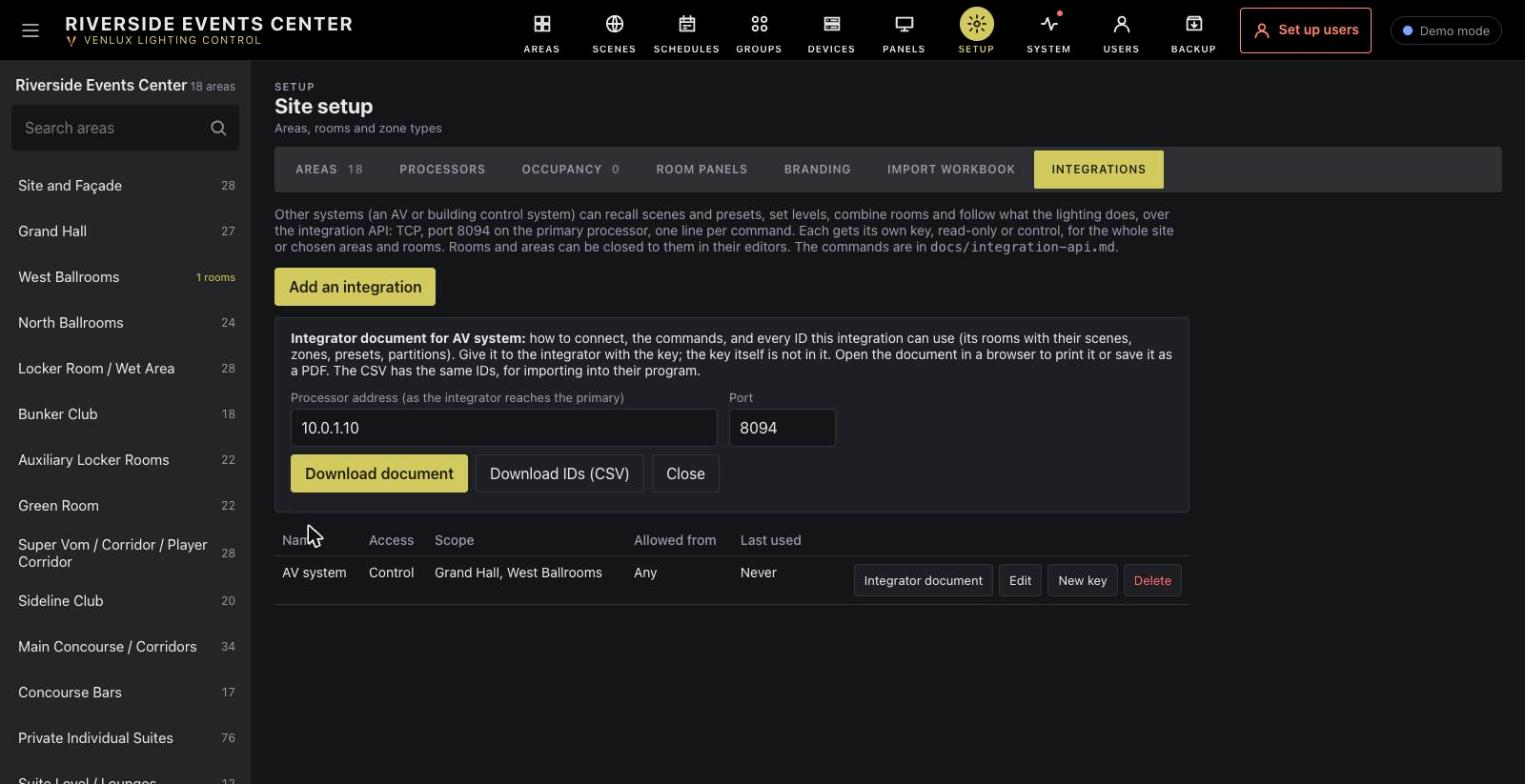 RIVERSIDE EVENTS CENTER
VENLUX LIGHTING CONTROL
AREAS
SCENES
SCHEDULES
GROUPS
DEVICES
PANELS
SETUP
SYSTEM
USERS
BACKUP
Set up users
Demo mode
Riverside Events Center 18 areas
Search areas
Site and Façade 28
Grand Hall 27
West Ballrooms 1 rooms
North Ballrooms 24
Locker Room / Wet Area 28
Bunker Club 18
Auxiliary Locker Rooms 22
Green Room 22
Super Vom / Corridor / Player
Corridor 28
Sideline Club 20
Main Concourse / Corridors 34
Concourse Bars 17
Private Individual Suites 76
Suite Level / Lounges 12
SETUP
Site setup
Areas, rooms and zone types
AREAS 18 PROCESSORS OCCUPANCY 0 ROOM PANELS BRANDING IMPORT WORKBOOK INTEGRATIONS
Other systems (an AV or building control system) can recall scenes and presets, set levels, combine rooms and follow what the lighting does, over
the integration API: TCP, port 8094 on the primary processor, one line per command. Each gets its own key, read-only or control, for the whole site
or chosen areas and rooms. Rooms and areas can be closed to them in their editors. The commands are in docs/integration-api.md.
Add an integration
Integrator document for AV system: how to connect, the commands, and every ID this integration can use (its rooms with their scenes,
zones, presets, partitions). Give it to the integrator with the key; the key itself is not in it. Open the document in a browser to print it or save it as
a PDF. The CSV has the same IDs, for importing into their program.
Processor address (as the integrator reaches the primary) Port
10.0.1.10 8094
Download document Download IDs (CSV) Close
Access Scope Allowed from Last used
AV system Control Grand Hall, West Ballrooms Any Never Integrator document Edit New key Delete